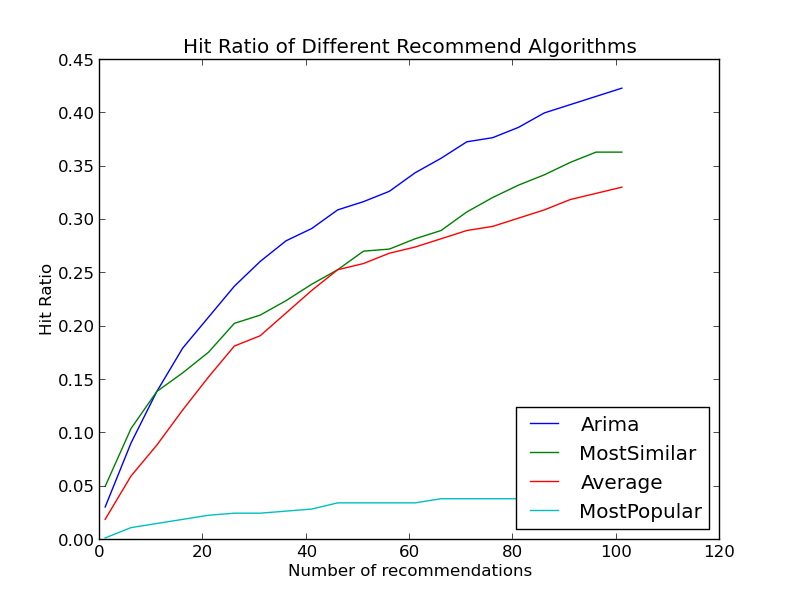 Hit Ratio of Different Recommend Algorithms
0.45
0.40
0.35
0.30
0.25
0.20
0.15
0.10
0.05
0.00
Hit Ratio
Arima
MostSimilar
Average
MostPopular
0 20 40 60 80 100 120
Number of recommendations